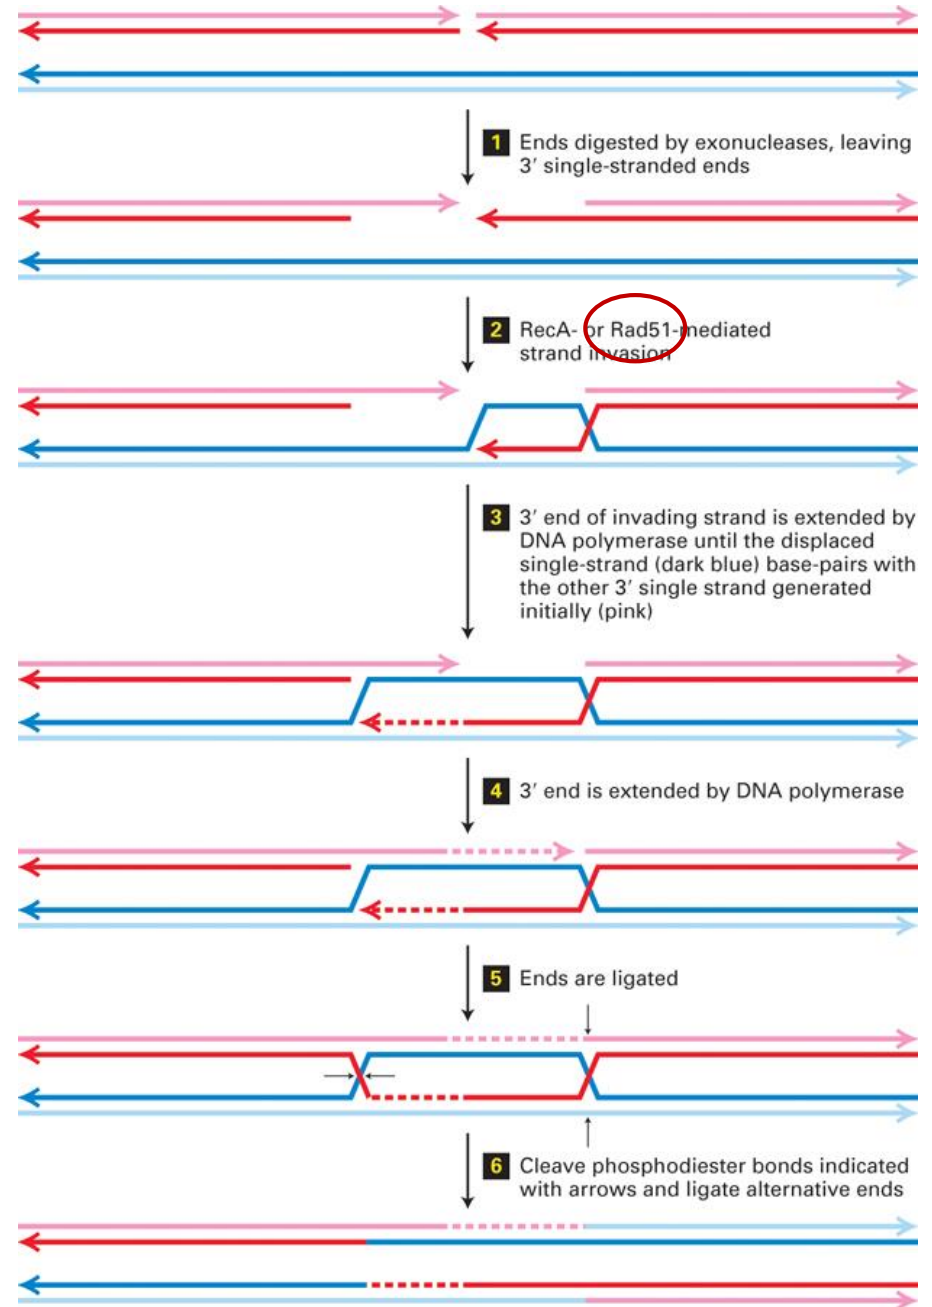 1 Ends digested by exonucleases, leaving
3′ single-stranded ends
2 RecA- or Rad51-mediated
strand invasion
3 3′ end of invading strand is extended by
DNA polymerase until the displaced
single-strand (dark blue) base-pairs with
the other 3′ single strand generated
initially (pink)
4 3′ end is extended by DNA polymerase
5 Ends are ligated
6 Cleave phosphodiester bonds indicated
with arrows and ligate alternative ends